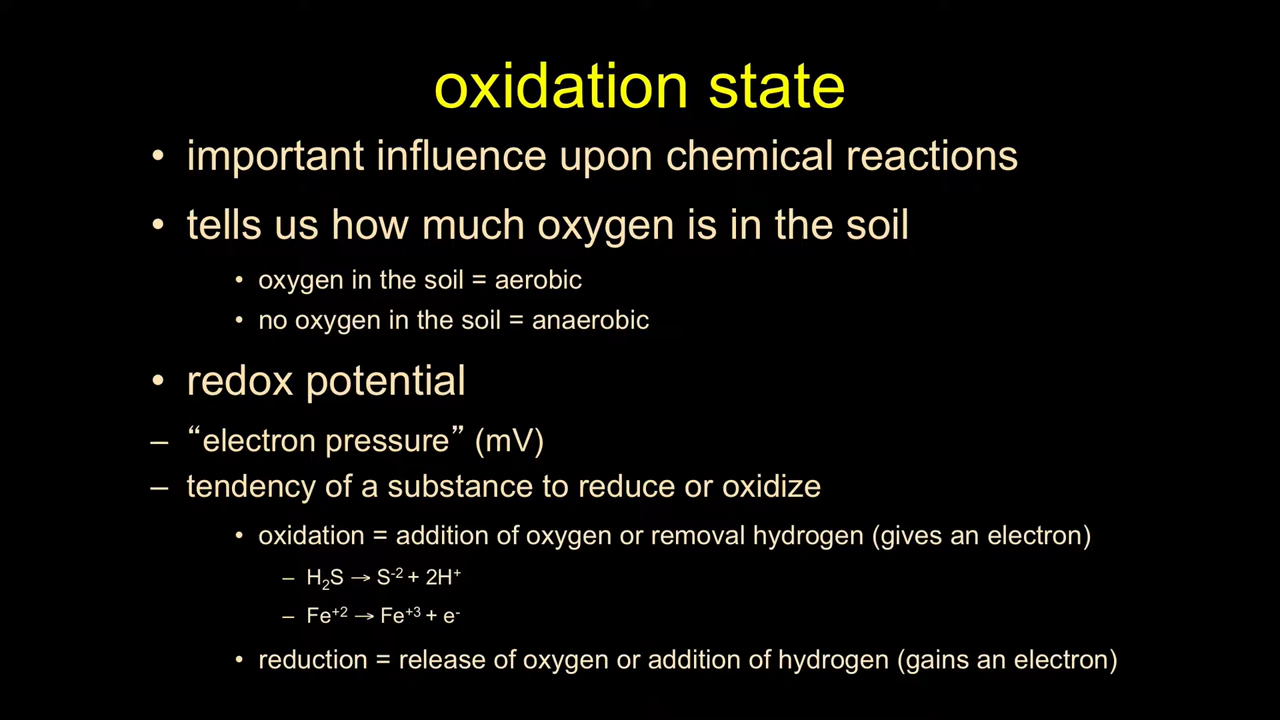 oxidation state
• important influence upon chemical reactions
• tells us how much oxygen is in the soil
• oxygen in the soil = aerobic
• no oxygen in the soil = anaerobic
• redox potential
– “electron pressure” (mV)
– tendency of a substance to reduce or oxidize
• oxidation = addition of oxygen or removal hydrogen (gives an electron)
– H₂S → S⁻² + 2H⁺
– Fe⁺² → Fe⁺³ + e⁻
• reduction = release of oxygen or addition of hydrogen (gains an electron)